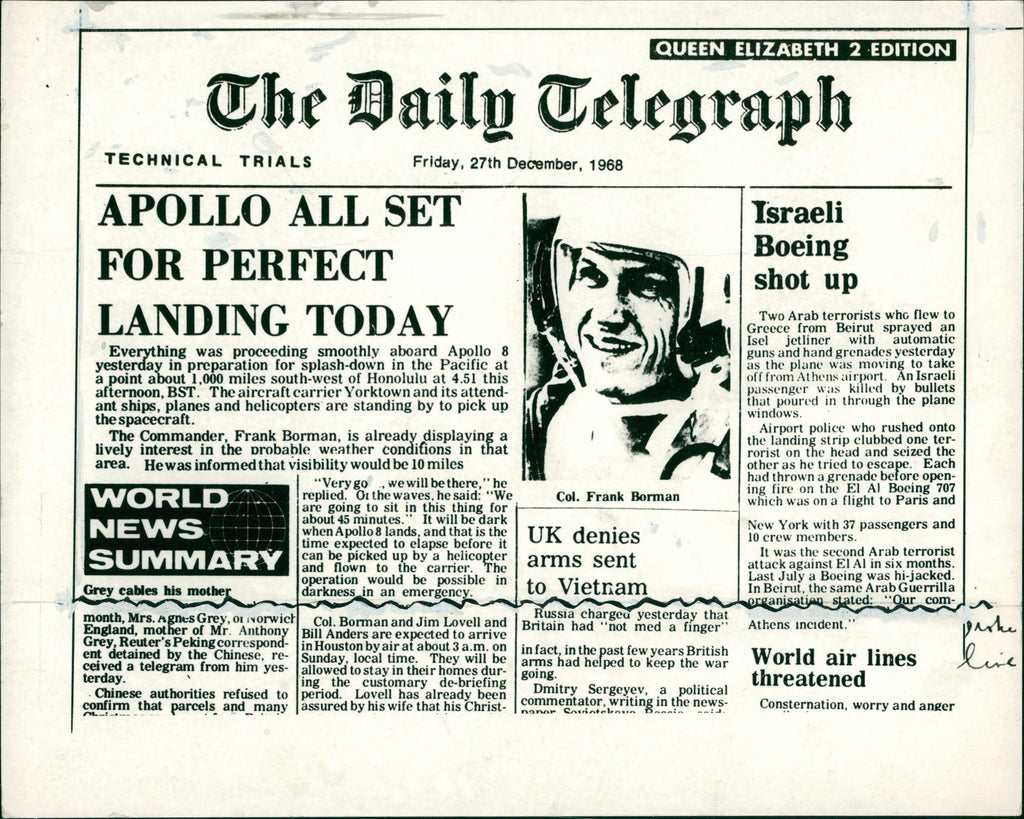 QUEEN ELIZABETH 2 EDITION
The Daily Telegraph
TECHNICAL TRIALS
Friday, 27th December, 1968
APOLLO ALL SET
FOR PERFECT
LANDING TODAY
Everything was proceeding smoothly aboard Apollo 8
yesterday in preparation for splash-down in the Pacific at
a point about 1,000 miles south-west of Honolulu at 4.51 this
afternoon, BST. The aircraft carrier Yorktown and its attend-
ant ships, planes and helicopters are standing by to pick up
the spacecraft.
The Commander, Frank Borman, is already displaying a
lively interest in the probable weather conditions in that
area. He was informed that visibility would be 10 miles
WORLD
NEWS
SUMMARY
Grey cables his mother
month, Mrs. Agnes Grey, of Norwich
England, mother of Mr. Anthony
Grey, Reuter's Peking correspond-
ent detained by the Chinese, re-
ceived a telegram from him yes-
terday.
Chinese authorities refused to
confirm that parcels and many
"Very go , we will be there," he
replied. Of the waves, he said: "We
are going to sit in this thing for
about 45 minutes." It will be dark
when Apollo 8 lands, and that is the
time expected to elapse before it
can be picked up by a helicopter
and flown to the carrier. The
operation would be possible in
darkness in an emergency.
Col. Borman and Jim Lovell and
Bill Anders are expected to arrive
in Houston by air at about 3 a.m. on
Sunday, local time. They will be
allowed to stay in their homes dur-
ing the customary de-briefing
period. Lovell has already been
assured by his wife that his Christ-
Col. Frank Borman
UK denies
arms sent
to Vietnam
Russia charged yesterday that
Britain had "not med a finger"
in fact, in the past few years British
arms had helped to keep the war
going.
Dmitry Sergeyev, a political
commentator, writing in the news-
paper Sovietskaya Rossia, said:
Israeli
Boeing
shot up
Two Arab terrorists who flew to
Greece from Beirut sprayed an
Isel jetliner with automatic
guns and hand grenades yesterday
as the plane was moving to take
off from Athens airport. An Israeli
passenger was killed by bullets
that poured in through the plane
windows.
Airport police who rushed onto
the landing strip clubbed one ter-
rorist on the head and seized the
other as he tried to escape. Each
had thrown a grenade before open-
ing fire on the El Al Boeing 707
which was on a flight to Paris and
New York with 37 passengers and
10 crew members.
It was the second Arab terrorist
attack against El Al in six months.
Last July a Boeing was hi-jacked.
In Beirut, the same Arab Guerrilla
organisation stated: "Our com-
Athens incident."
World air lines
threatened
Consternation, worry and anger
line